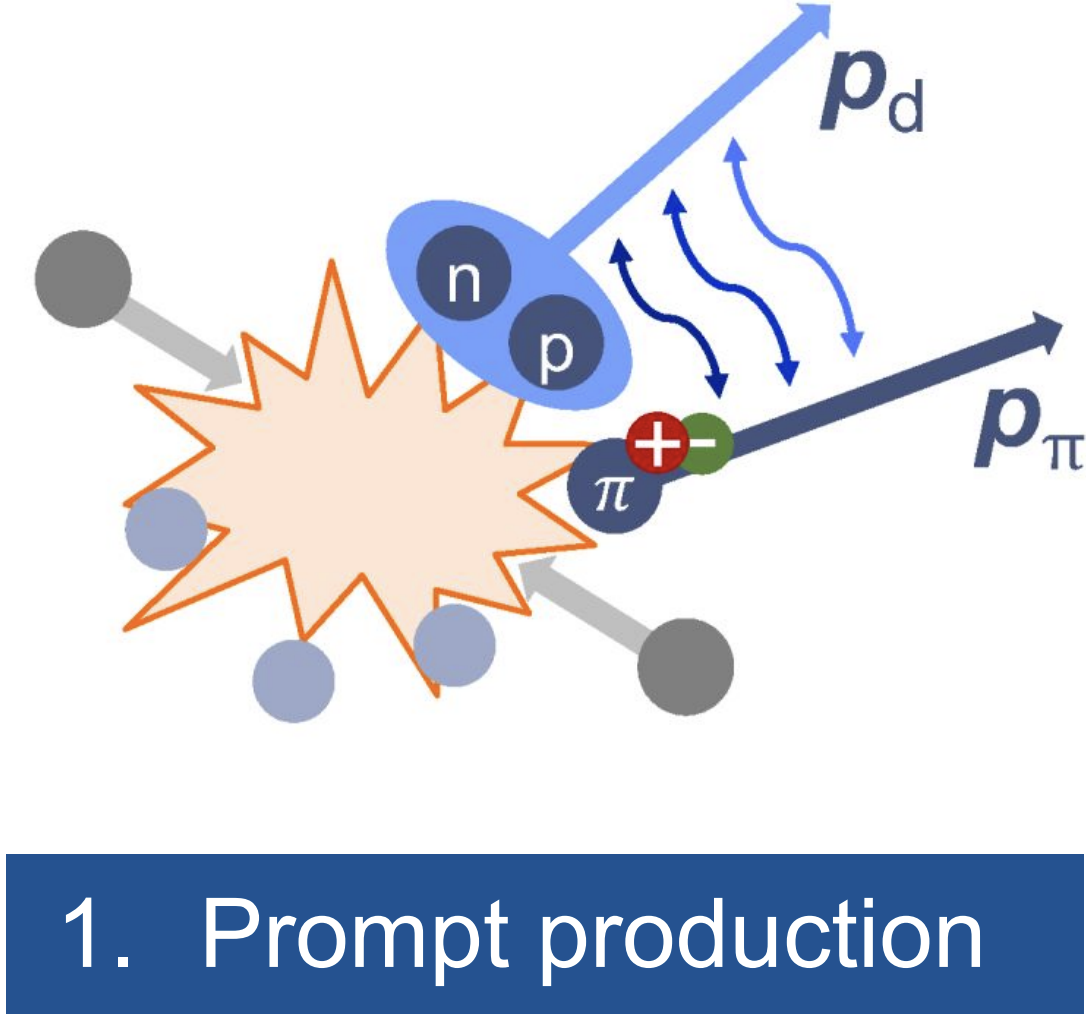 p_d
n
p
p_π
+ −
π
1. Prompt production